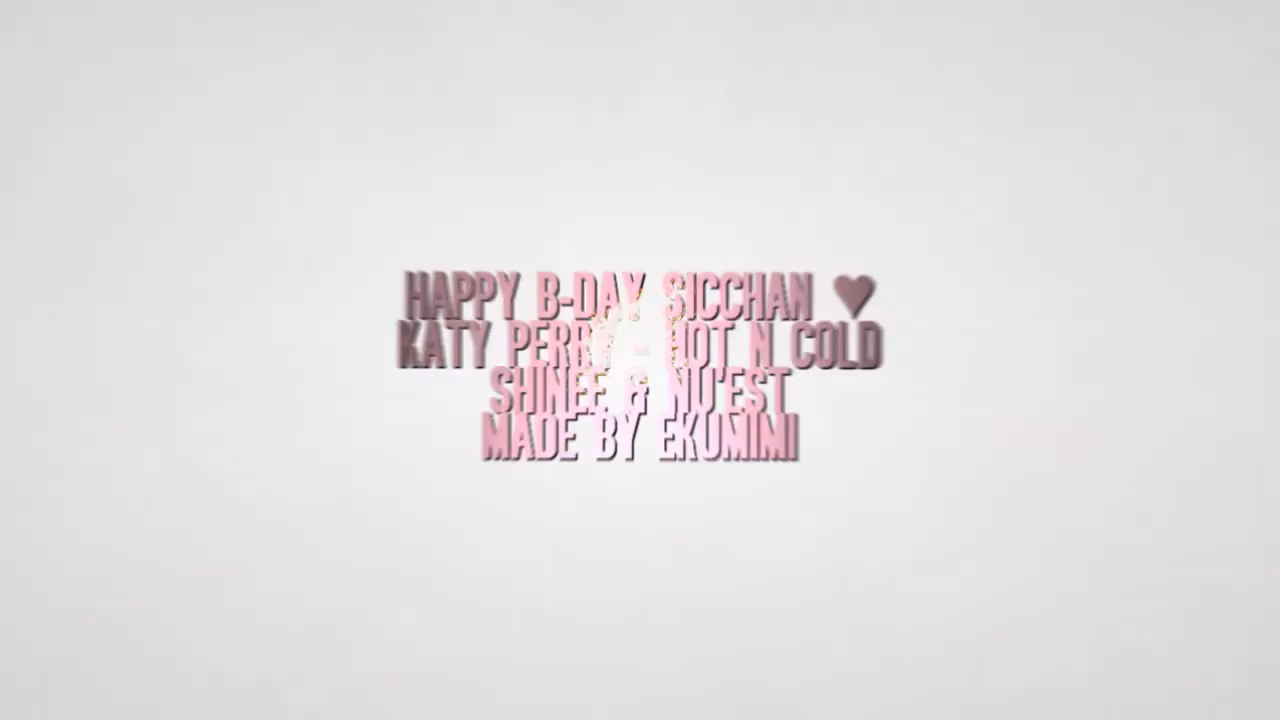 HAPPY B-DAY SICCHAN ♥
KATY PERRY - HOT N COLD
SHINEE & NU'EST
MADE BY EKUMIMI